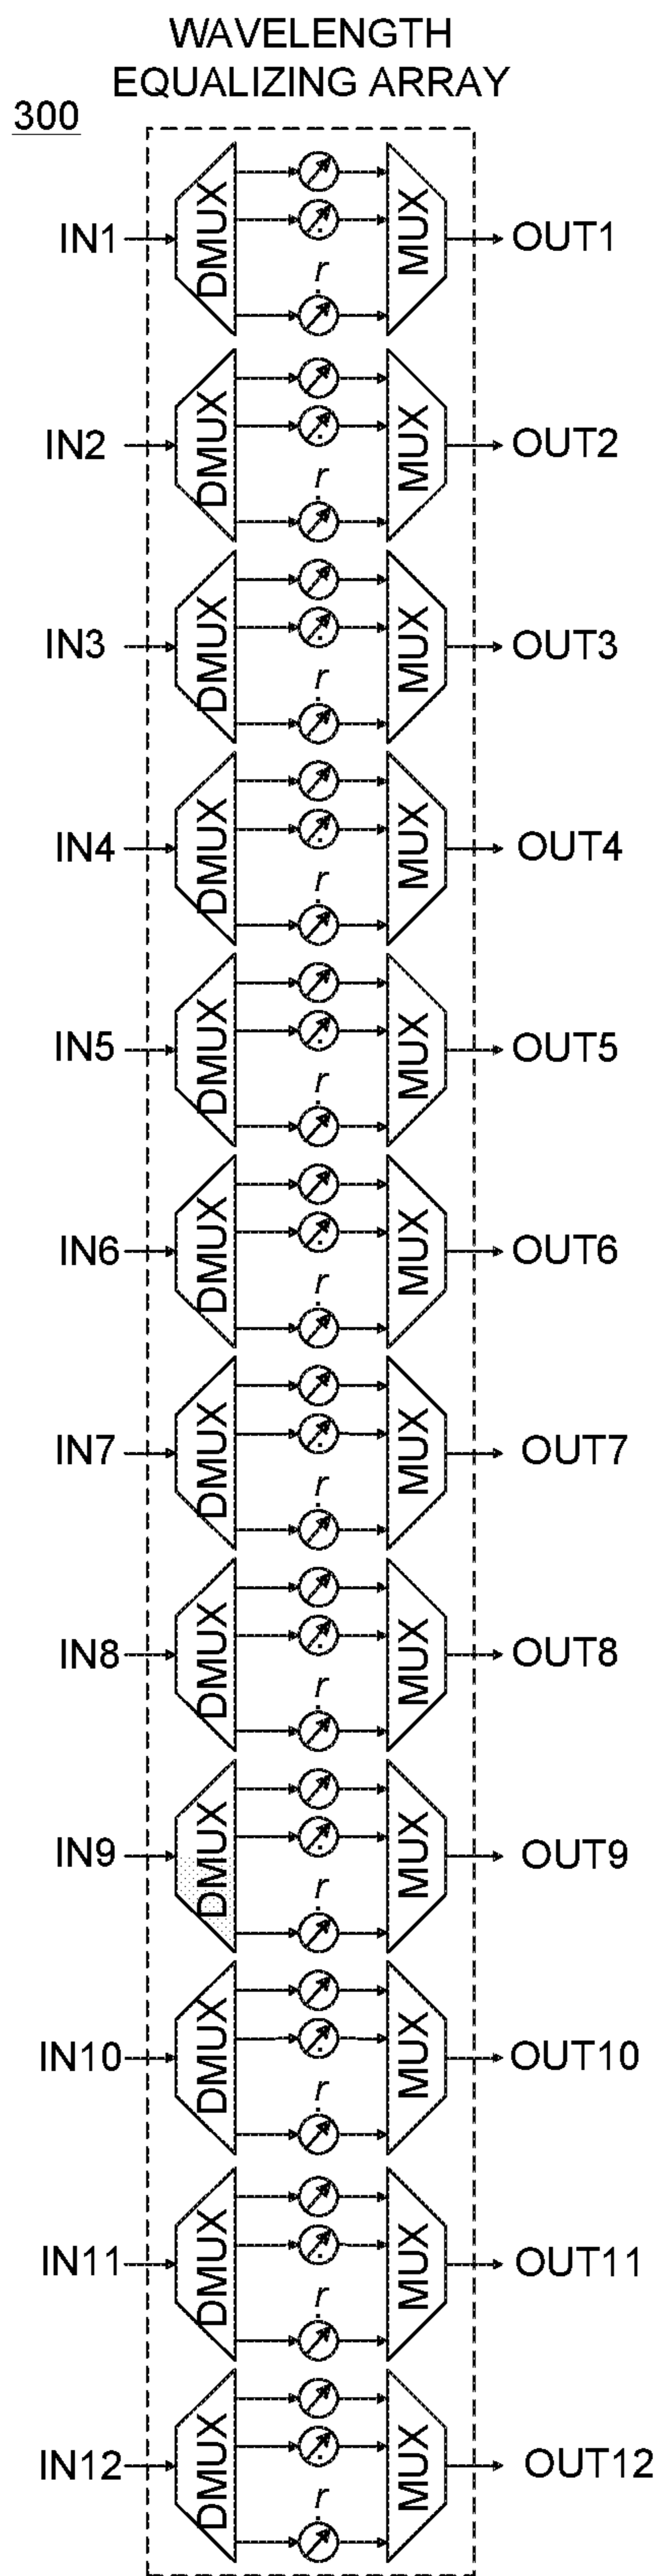 WAVELENGTH
EQUALIZING ARRAY
300
IN1 DMUX r MUX OUT1
IN2 DMUX r MUX OUT2
IN3 DMUX r MUX OUT3
IN4 DMUX r MUX OUT4
IN5 DMUX r MUX OUT5
IN6 DMUX r MUX OUT6
IN7 DMUX r MUX OUT7
IN8 DMUX r MUX OUT8
IN9 DMUX r MUX OUT9
IN10 DMUX r MUX OUT10
IN11 DMUX r MUX OUT11
IN12 DMUX r MUX OUT12